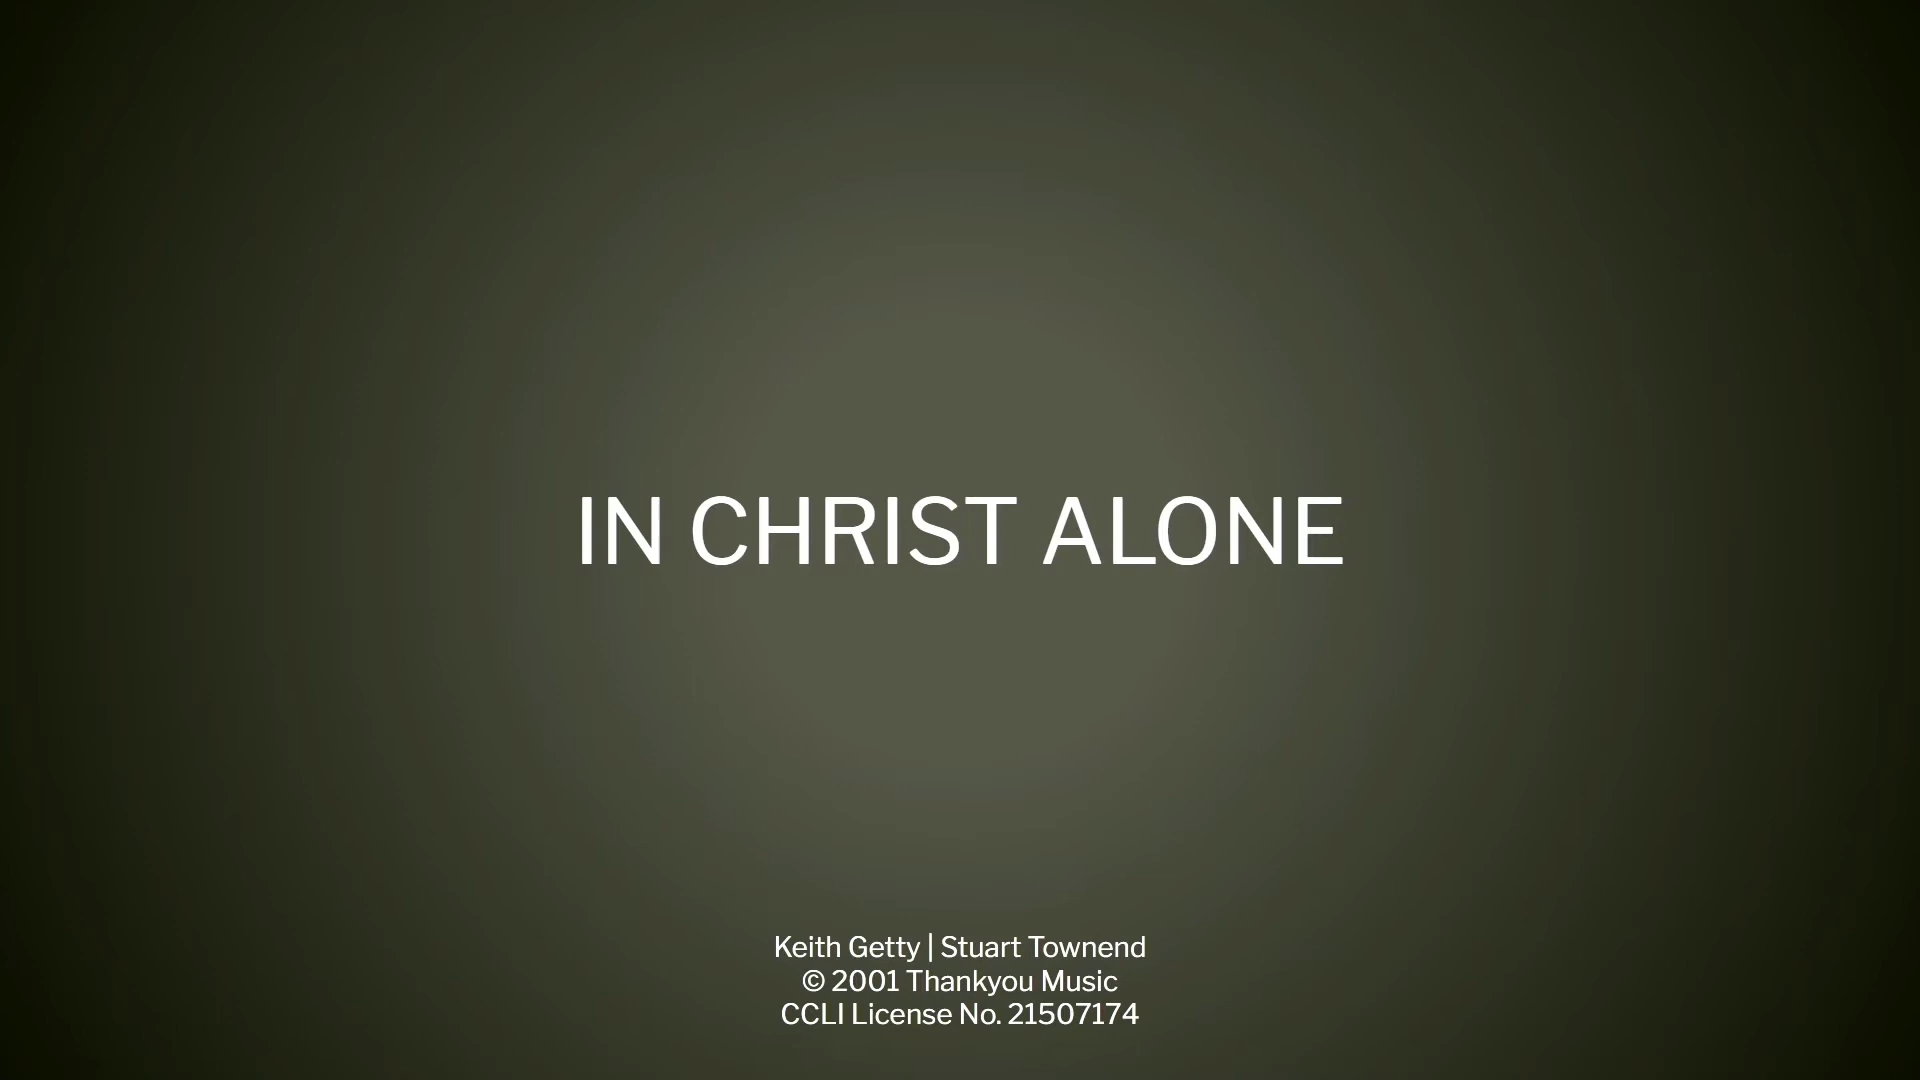 IN CHRIST ALONE
Keith Getty | Stuart Townend
© 2001 Thankyou Music
CCLI License No. 21507174